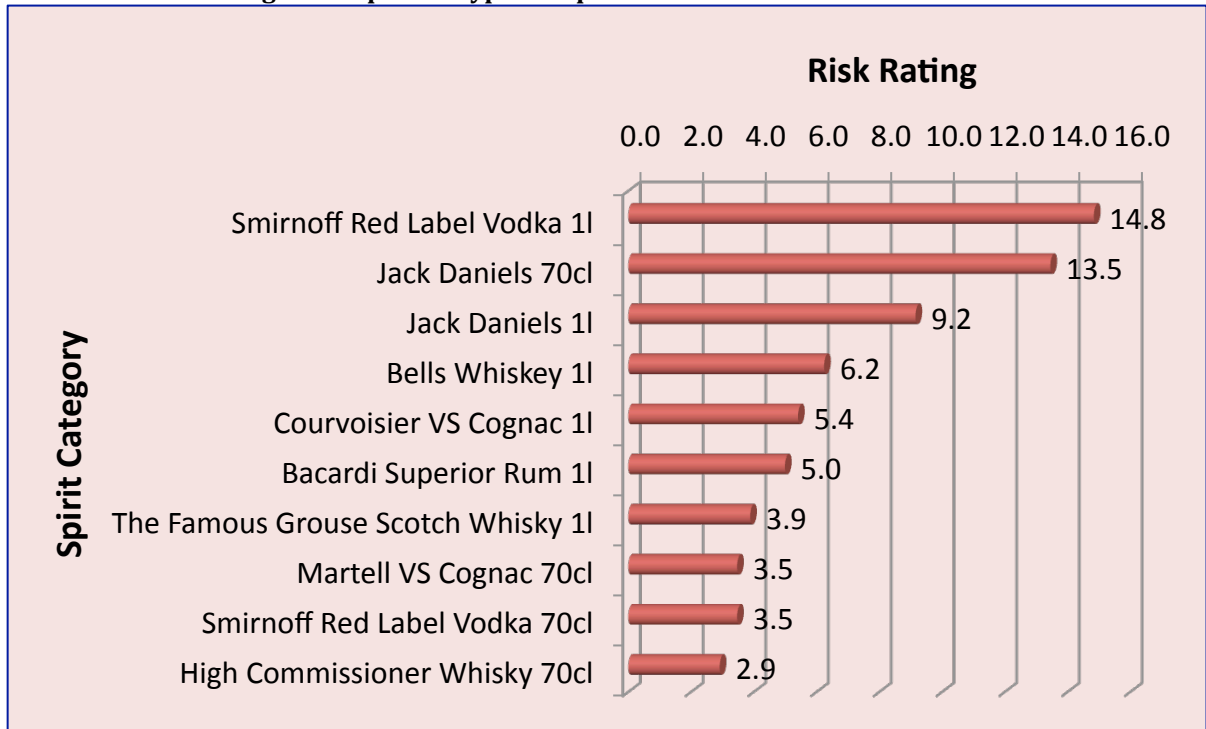 Risk Rating
0.0 2.0 4.0 6.0 8.0 10.0 12.0 14.0 16.0
Spirit Category
Smirnoff Red Label Vodka 1l 14.8
Jack Daniels 70cl 13.5
Jack Daniels 1l 9.2
Bells Whiskey 1l 6.2
Courvoisier VS Cognac 1l 5.4
Bacardi Superior Rum 1l 5.0
The Famous Grouse Scotch Whisky 1l 3.9
Martell VS Cognac 70cl 3.5
Smirnoff Red Label Vodka 70cl 3.5
High Commissioner Whisky 70cl 2.9